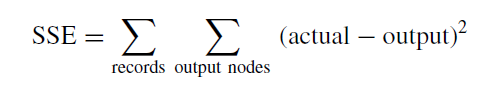 SSE = ∑ ∑ (actual − output)²
records output nodes